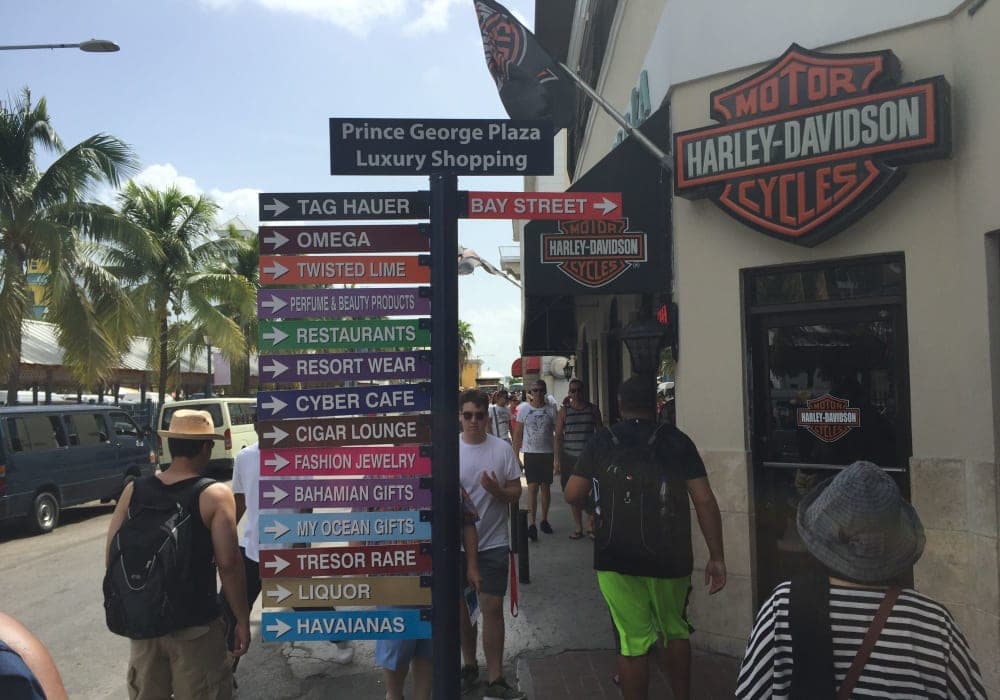 Prince George Plaza
Luxury Shopping
TAG HAUER
BAY STREET
OMEGA
TWISTED LIME
PERFUME & BEAUTY PRODUCTS
RESTAURANTS
RESORT WEAR
CYBER CAFE
CIGAR LOUNGE
FASHION JEWELRY
BAHAMIAN GIFTS
MY OCEAN GIFTS
TRESOR RARE
LIQUOR
HAVAIANAS
MOTOR
HARLEY-DAVIDSON
CYCLES
MOTOR
HARLEY-DAVIDSON
CYCLES
HARLEY-DAVIDSON